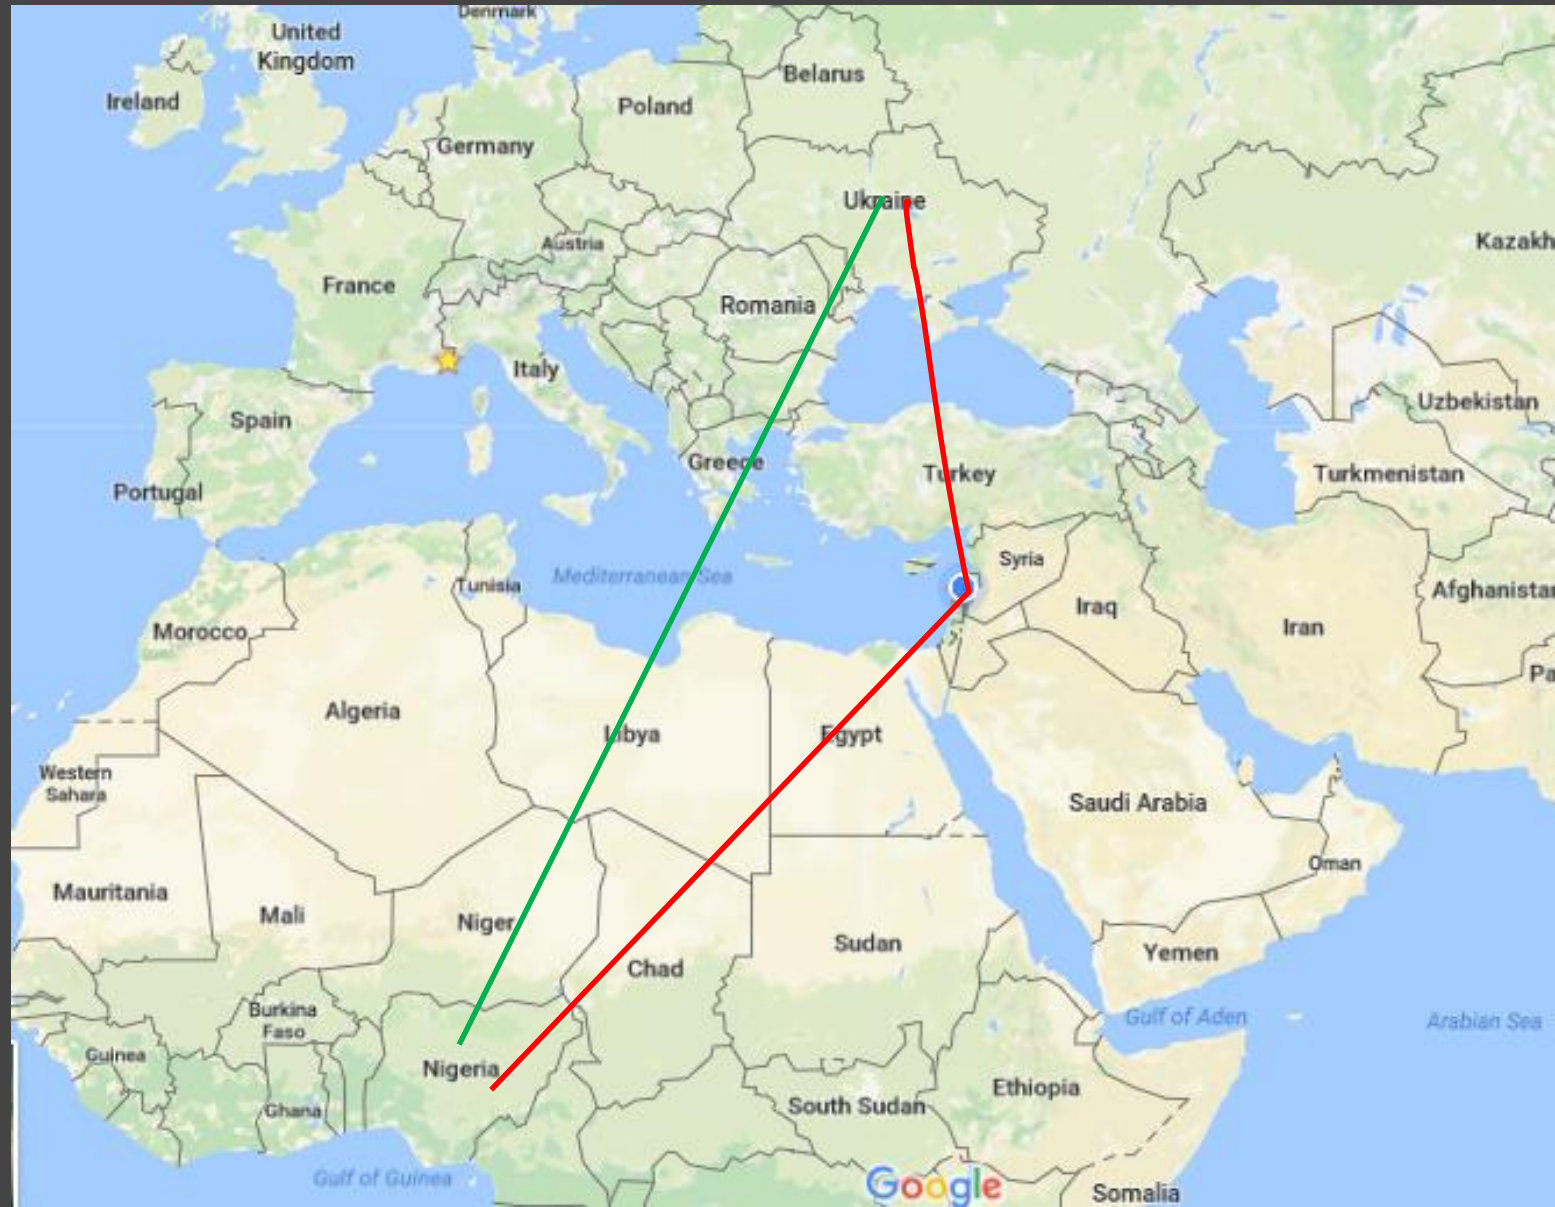 Denmark
United
Kingdom
Ireland
Belarus
Poland
Germany
Ukraine
Austria
Kazakh
France
Romania
Italy
Uzbekistan
Spain
Greece
Turkey
Turkmenistan
Portugal
Syria
Mediterranean Sea
Tunisia
Afghanistan
Iraq
Iran
Morocco
Pa
Algeria
Libya
Egypt
Western
Sahara
Saudi Arabia
Oman
Mauritania
Mali
Niger
Sudan
Yemen
Chad
Burkina
Faso
Gulf of Aden
Arabian Sea
Guinea
Nigeria
Ethiopia
Ghana
South Sudan
Gulf of Guinea
Google
Somalia